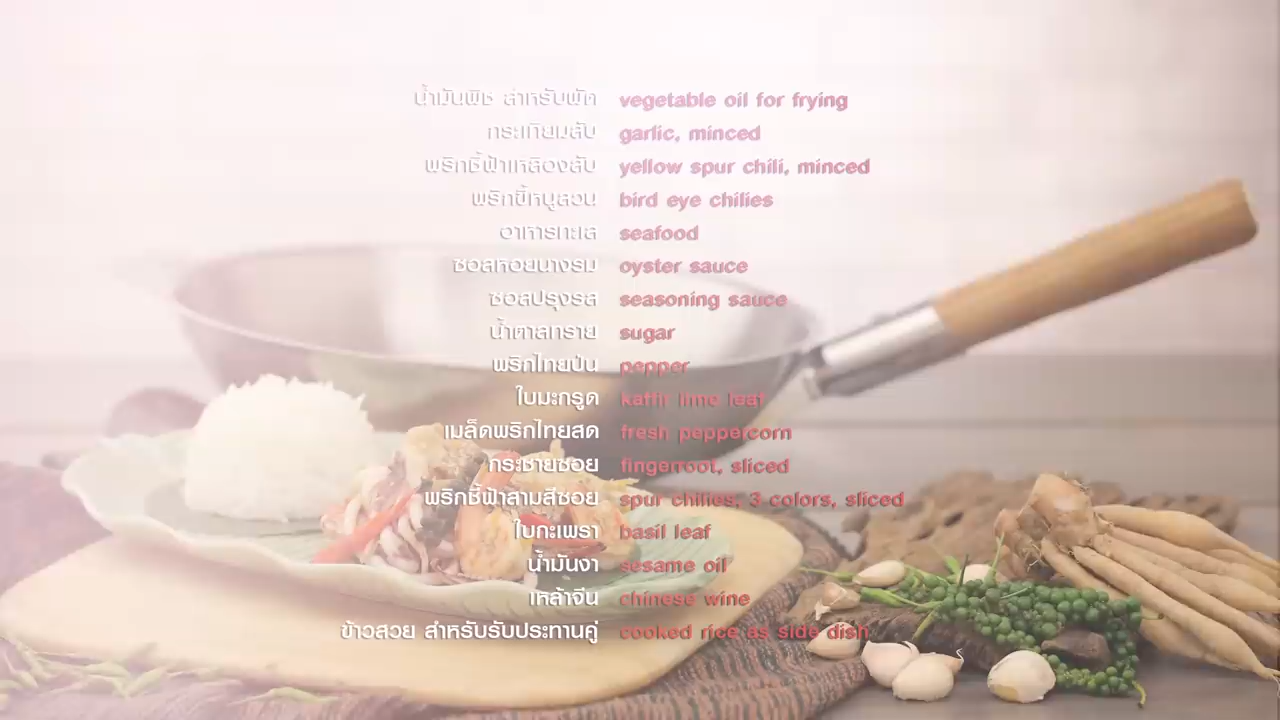 น้ำมันพืช สำหรับผัด vegetable oil for frying
กระเทียมสับ garlic, minced
พริกชี้ฟ้าเหลืองสับ yellow spur chili, minced
พริกขี้หนูสวน bird eye chilies
อาหารทะเล seafood
ซอสหอยนางรม oyster sauce
ซอสปรุงรส seasoning sauce
น้ำตาลทราย sugar
พริกไทยป่น pepper
ใบมะกรูด kaffir lime leaf
เมล็ดพริกไทยสด fresh peppercorn
กระชายซอย fingerroot, sliced
พริกชี้ฟ้าสามสีซอย spur chilies, 3 colors, sliced
ใบกะเพรา basil leaf
น้ำมันงา sesame oil
เหล้าจีน chinese wine
ข้าวสวย สำหรับรับประทานคู่ cooked rice as side dish